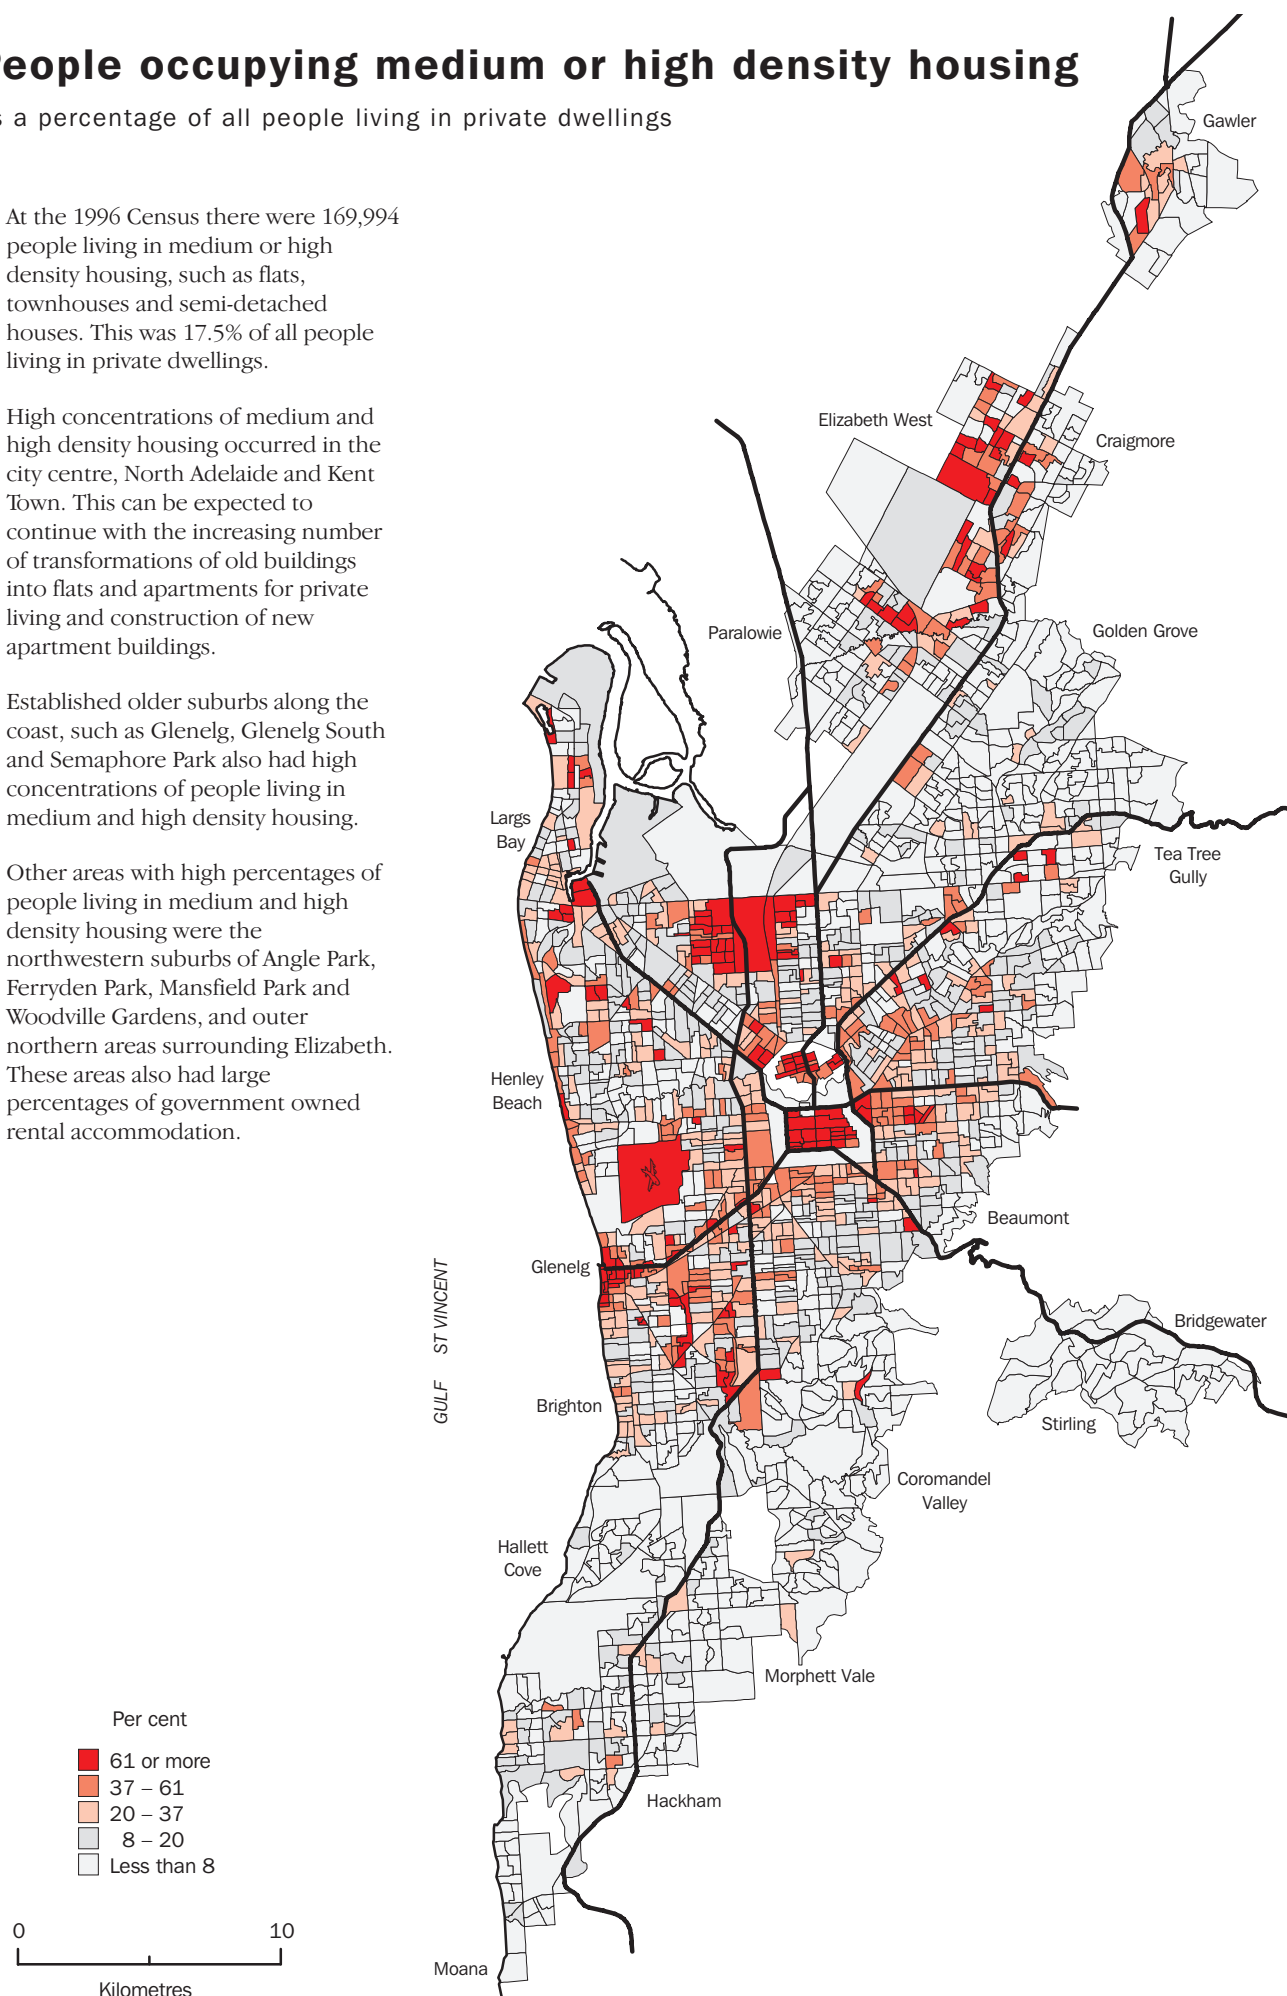 People occupying medium or high density housing
s a percentage of all people living in private dwellings
At the 1996 Census there were 169,994
people living in medium or high
density housing, such as flats,
townhouses and semi-detached
houses. This was 17.5% of all people
living in private dwellings.
High concentrations of medium and
high density housing occurred in the
city centre, North Adelaide and Kent
Town. This can be expected to
continue with the increasing number
of transformations of old buildings
into flats and apartments for private
living and construction of new
apartment buildings.
Established older suburbs along the
coast, such as Glenelg, Glenelg South
and Semaphore Park also had high
concentrations of people living in
medium and high density housing.
Other areas with high percentages of
people living in medium and high
density housing were the
northwestern suburbs of Angle Park,
Ferryden Park, Mansfield Park and
Woodville Gardens, and outer
northern areas surrounding Elizabeth.
These areas also had large
percentages of government owned
rental accommodation.
Gawler
Elizabeth West
Craigmore
Paralowie
Golden Grove
Largs
Bay
Tea Tree
Gully
Henley
Beach
Beaumont
Glenelg
GULF ST VINCENT
Bridgewater
Brighton
Stirling
Coromandel
Valley
Hallett
Cove
Morphett Vale
Hackham
Moana
Per cent
61 or more
37 – 61
20 – 37
8 – 20
Less than 8
0 10
Kilometres